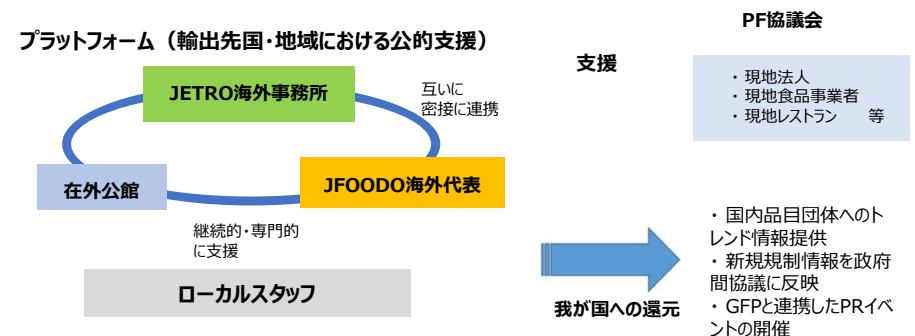 プラットフォーム（輸出先国・地域における公的支援）
JETRO海外事務所
互いに
密接に連携
在外公館
JFOODO海外代表
継続的・専門的
に支援
ローカルスタッフ
支援
PF協議会
・現地法人
・現地食品事業者
・現地レストラン　　等
我が国への還元
・国内品目団体へのト
レンド情報提供
・新規規制情報を政府
間協議に反映
・GFPと連携したPRイベ
ントの開催